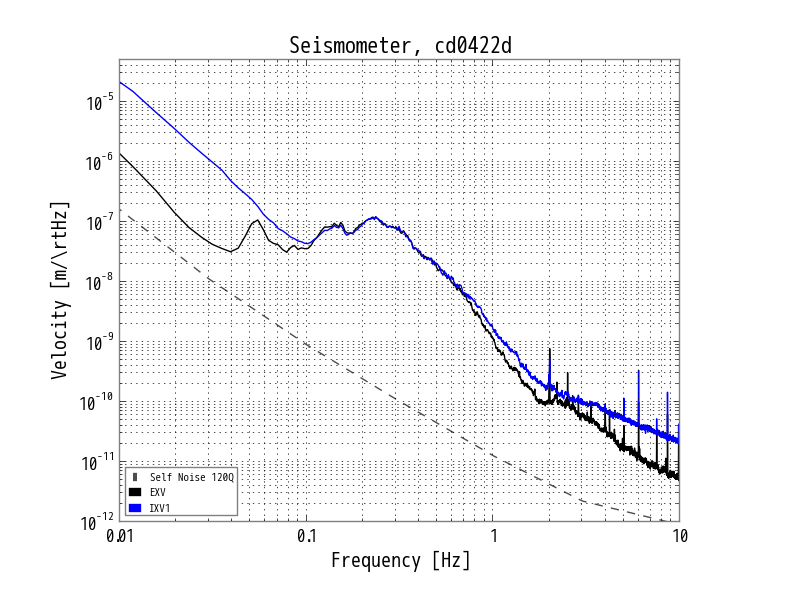 Seismometer, cd0422d
Velocity [m/\rtHz]
10^-5
10^-6
10^-7
10^-8
10^-9
10^-10
10^-11
10^-12
Self Noise 120Q
EXV
IXV1
0.01 0.1 1 10
Frequency [Hz]